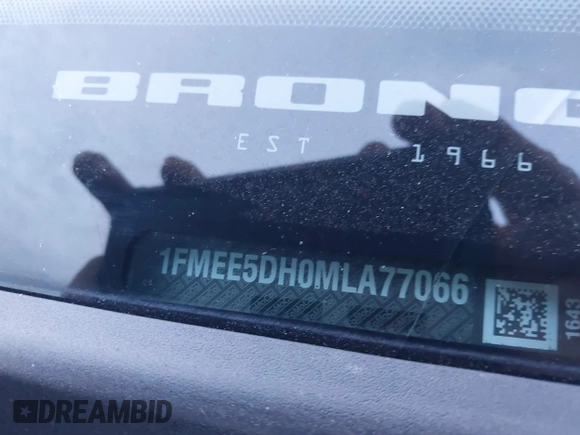 BRONC
EST 1966
1FMEE5DH0MLA77066
1643
DREAMBID